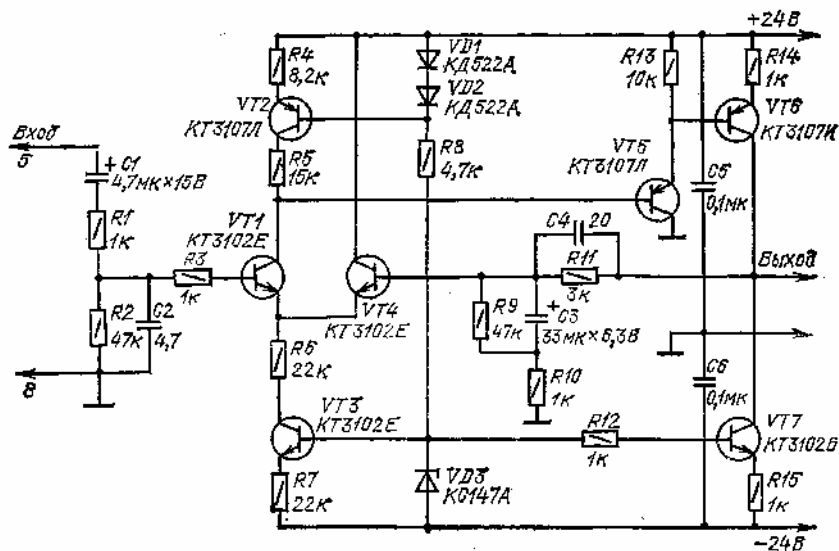 +24В
R4
8,2к
VD1
КД522А
VD2
КД522А
R13
10к
R14
1к
VT2
КТ3107Л
VT6
КТ3107И
Вход
5
C1
+
4,7мк×15В
R5
15к
R8
4,7к
VT5
КТ3107Л
C5
0,1мк
R1
1к
VT1
КТ3102Е
R3
1к
C4
20
R11
3к
Выход
VT4
КТ3102Е
R2
47к
C2
4,7
R9
47к
+
C3
33мк×6,3В
R6
22к
R10
1к
C6
0,1мк
8
VT3
КТ3102Е
R12
1к
VT7
КТ3102Б
R7
22к
VD3
КС147А
R15
1к
-24В